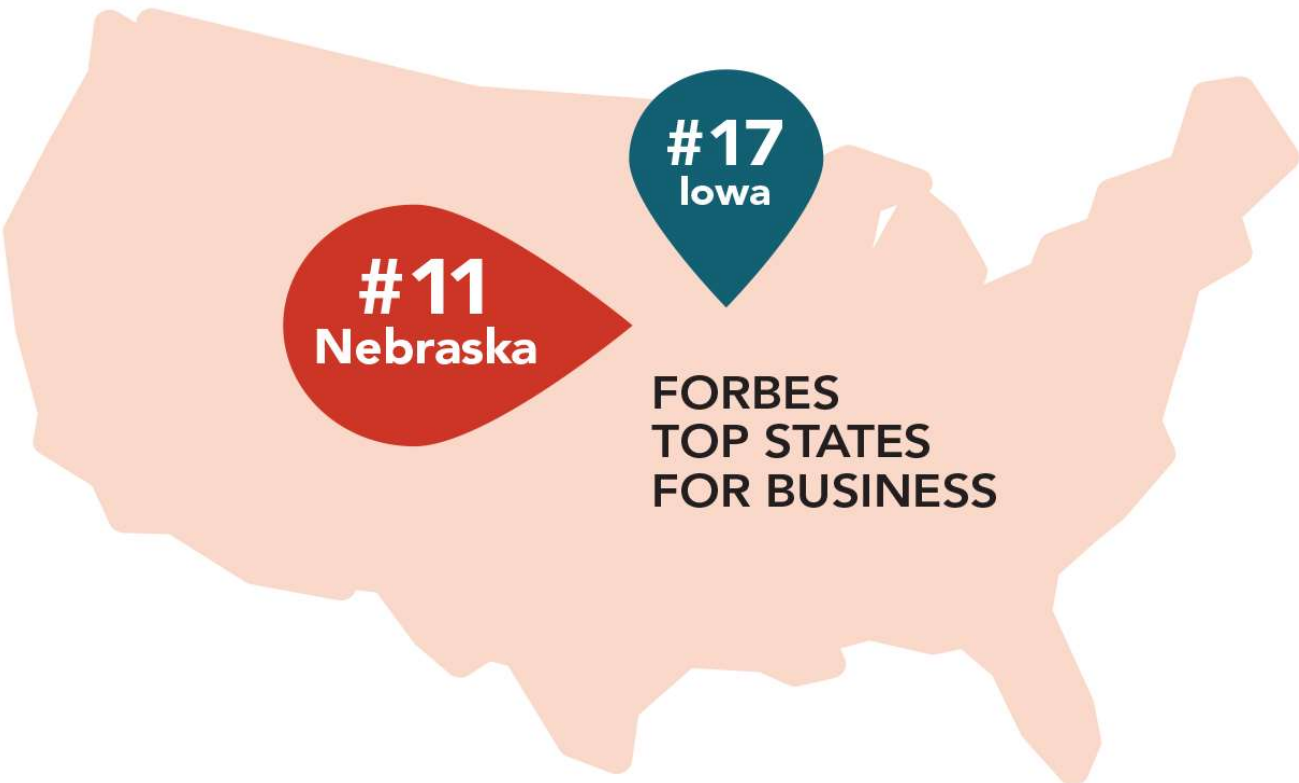 #17
Iowa
#11
Nebraska
FORBES
TOP STATES
FOR BUSINESS